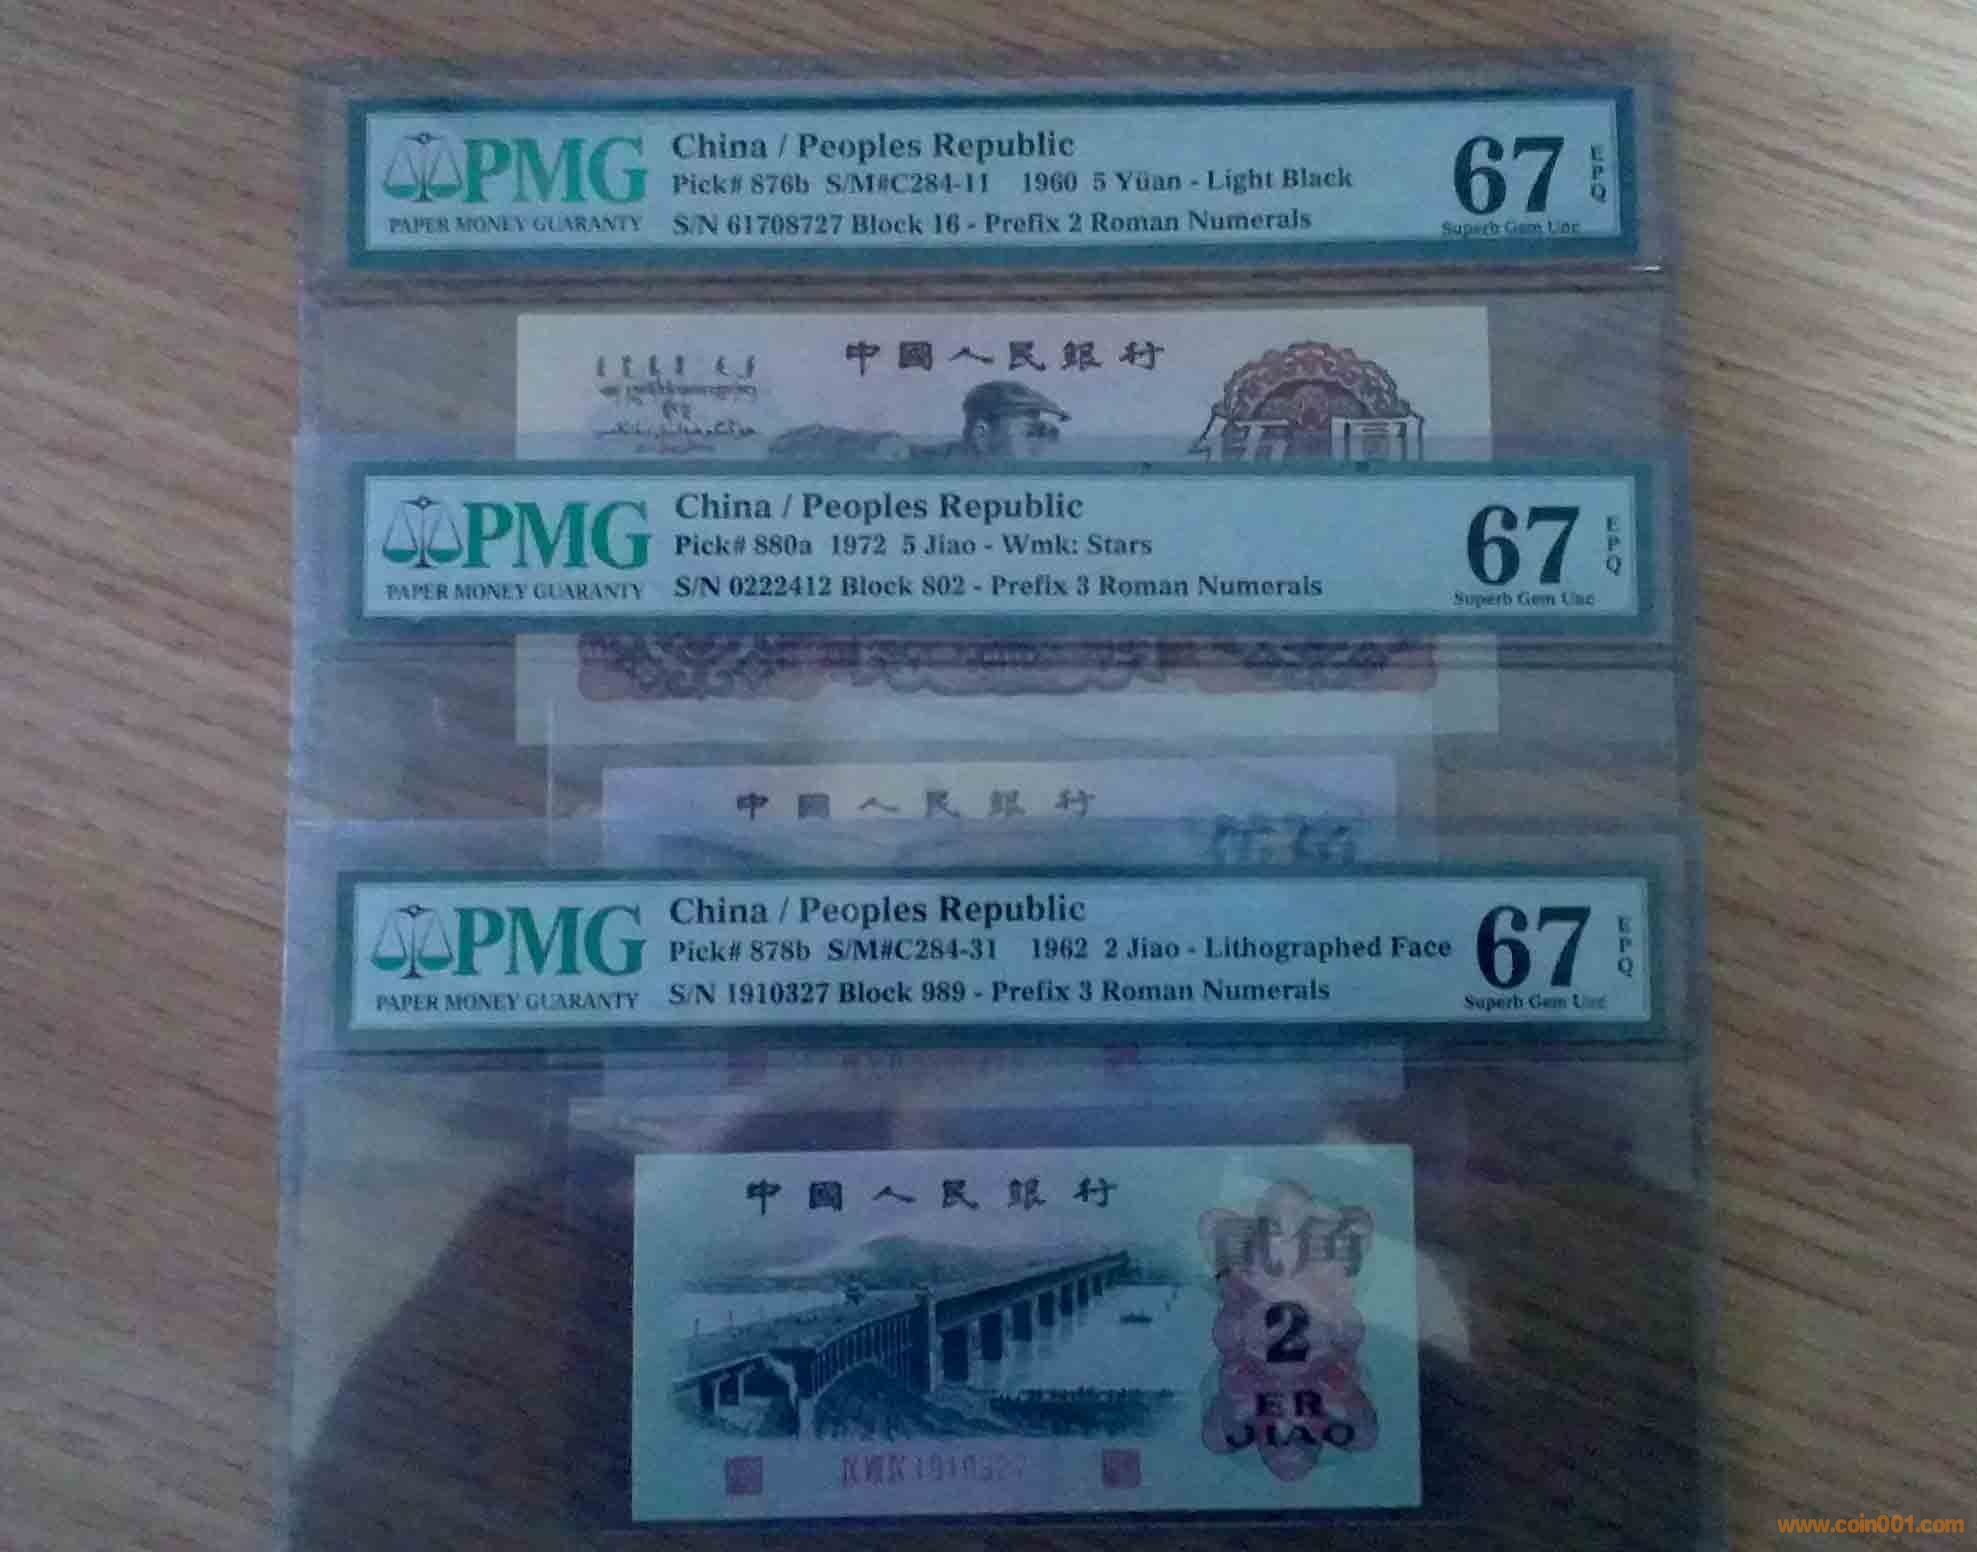 PMG
PAPER MONEY GUARANTY
China / Peoples Republic
Pick# 876b S/M#C284-11 1960 5 Yüan - Light Black
S/N 61708727 Block 16 - Prefix 2 Roman Numerals
67
EPQ
Superb Gem Unc
中國人民銀行
伍圓
PMG
PAPER MONEY GUARANTY
China / Peoples Republic
Pick# 880a 1972 5 Jiao - Wmk: Stars
S/N 0222412 Block 802 - Prefix 3 Roman Numerals
67
EPQ
Superb Gem Unc
中國人民銀行
伍角
PMG
PAPER MONEY GUARANTY
China / Peoples Republic
Pick# 878b S/M#C284-31 1962 2 Jiao - Lithographed Face
S/N 1910327 Block 989 - Prefix 3 Roman Numerals
67
EPQ
Superb Gem Unc
中國人民銀行
貳角
2
ER
JIAO
1910327
www.coin001.com